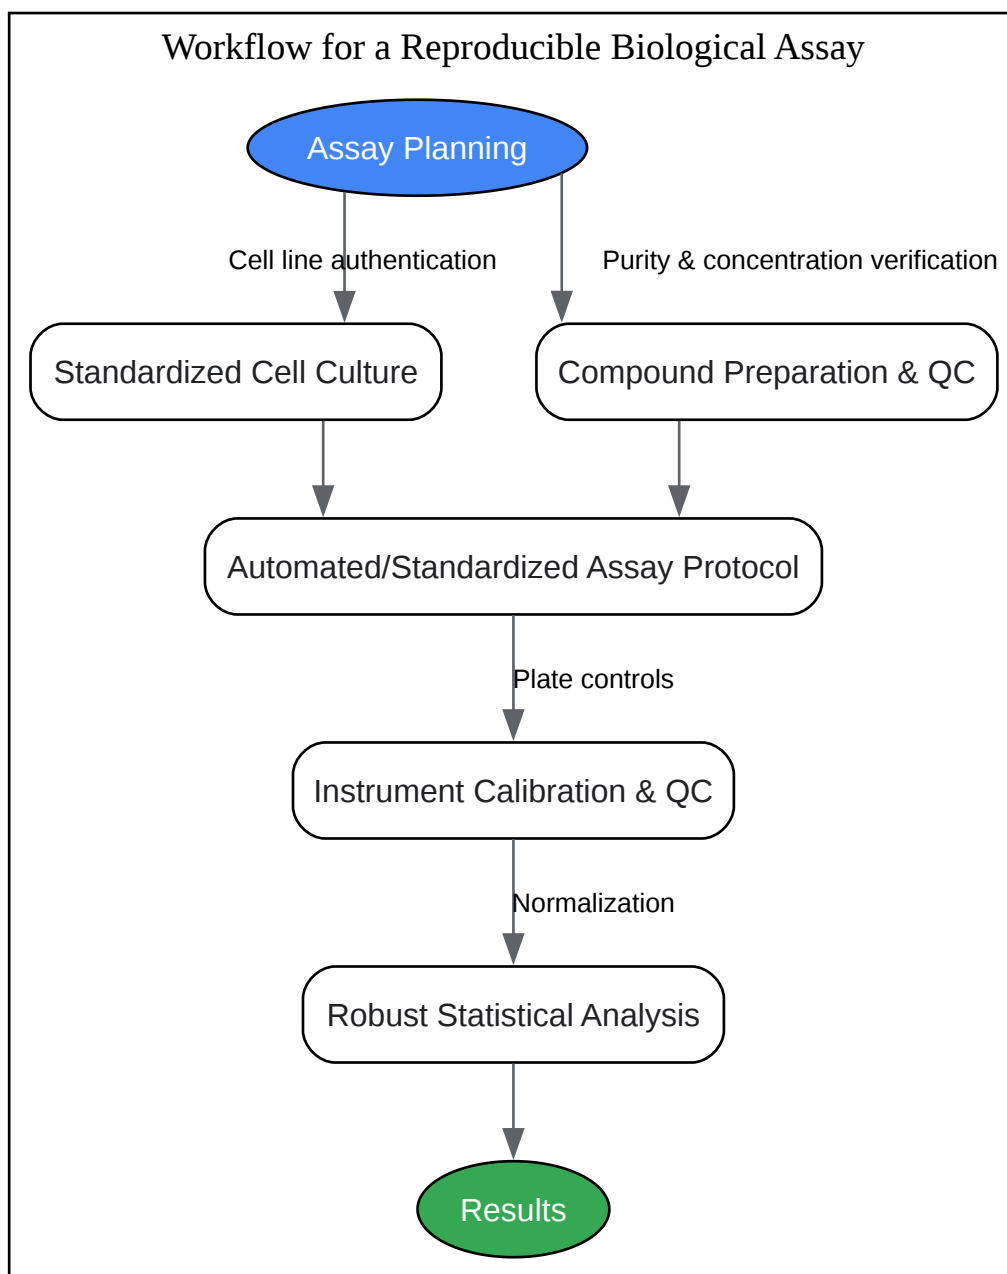 Workflow for a Reproducible Biological Assay
Assay Planning
Cell line authentication
Purity & concentration verification
Standardized Cell Culture
Compound Preparation & QC
Automated/Standardized Assay Protocol
Plate controls
Instrument Calibration & QC
Normalization
Robust Statistical Analysis
Results